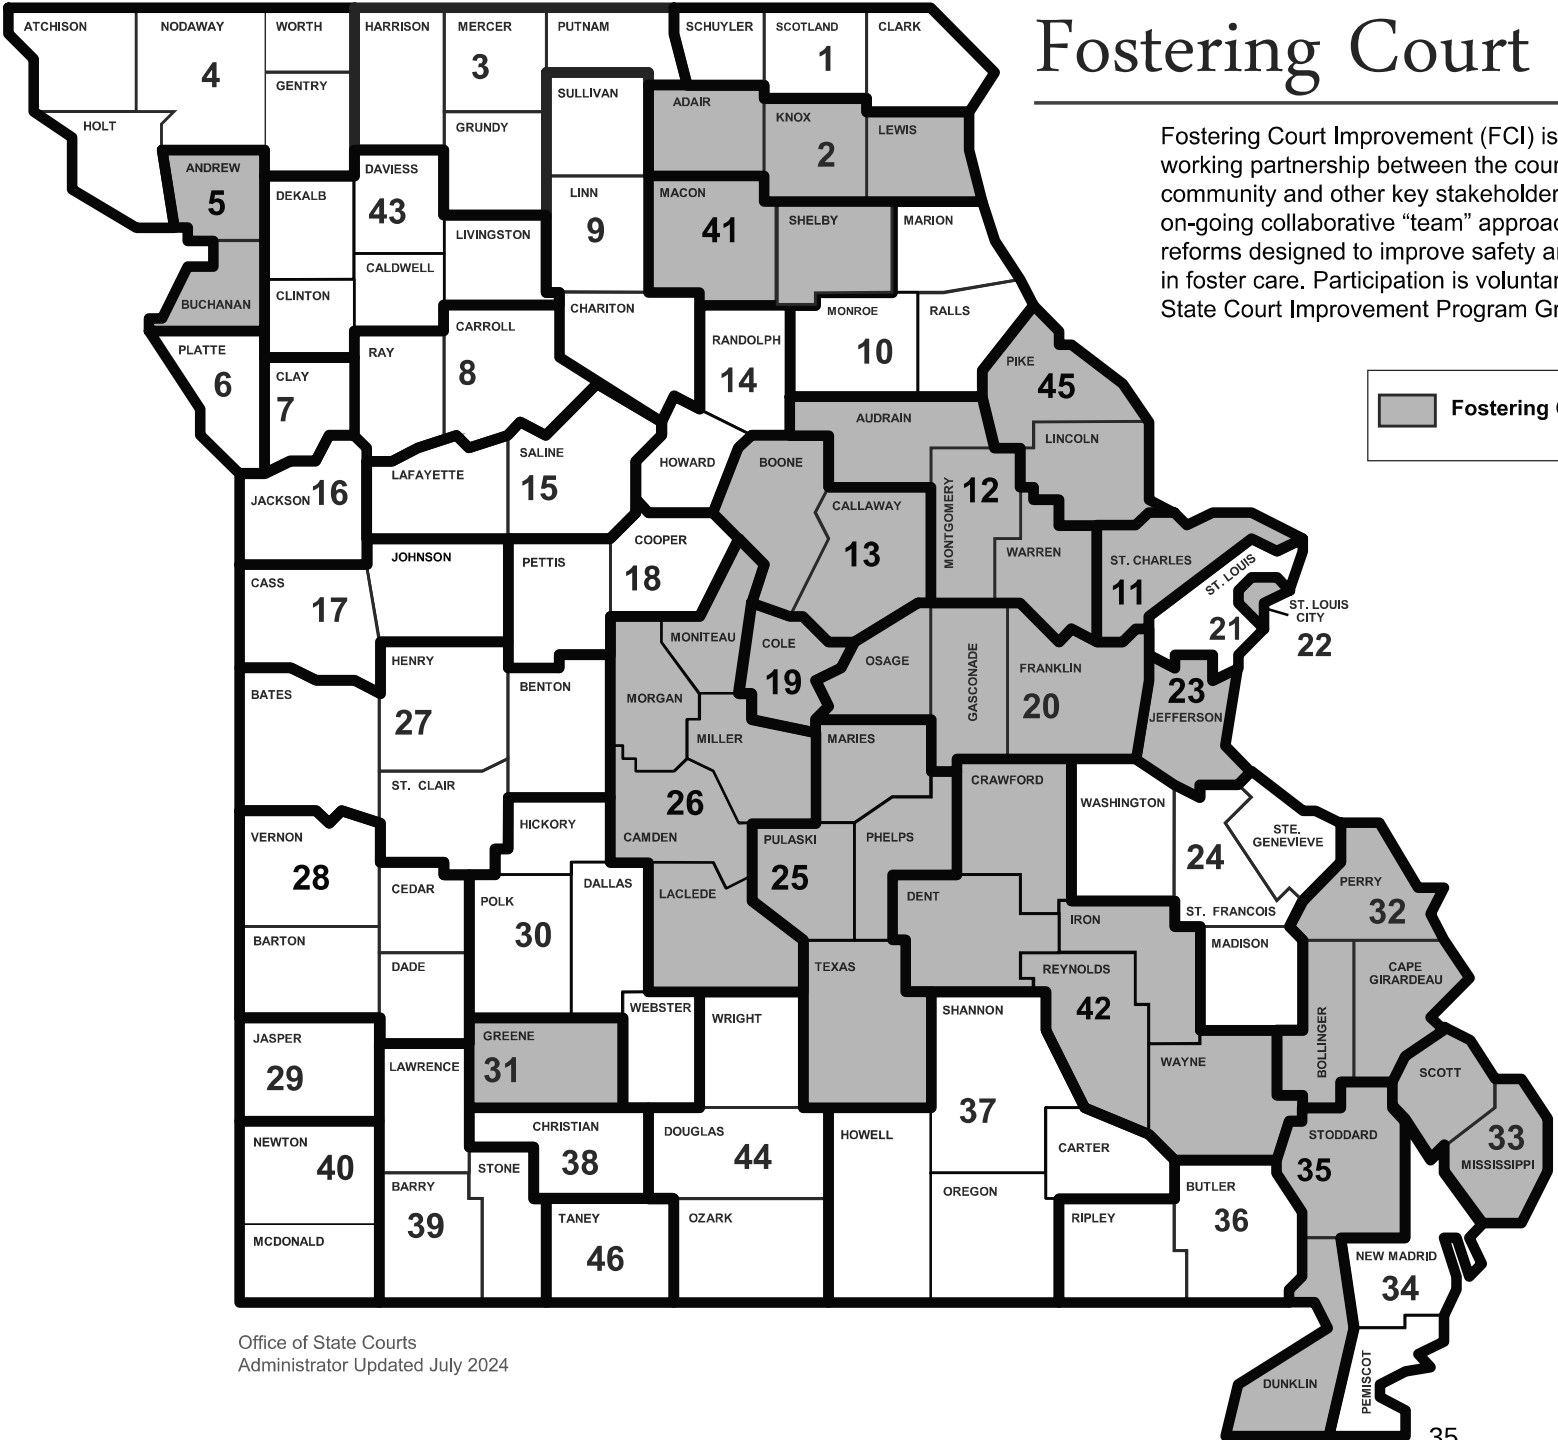 Fostering Court
Fostering Court Improvement (FCI) is
working partnership between the cour
community and other key stakeholder
on-going collaborative “team” approac
reforms designed to improve safety an
in foster care. Participation is voluntar
State Court Improvement Program Gr
Fostering
ATCHISON
NODAWAY
4
WORTH
GENTRY
HOLT
HARRISON
MERCER
3
PUTNAM
GRUNDY
SCHUYLER
SCOTLAND
1
CLARK
SULLIVAN
LINN
9
ADAIR
KNOX
2
LEWIS
ANDREW
5
BUCHANAN
DEKALB
CLINTON
DAVIESS
43
CALDWELL
LIVINGSTON
MACON
41
SHELBY
MARION
MONROE
10
RALLS
CHARITON
PLATTE
6
CLAY
7
RAY
CARROLL
8
RANDOLPH
14
HOWARD
PIKE
45
LINCOLN
AUDRAIN
MONTGOMERY
12
WARREN
BOONE
CALLAWAY
13
JACKSON 16
LAFAYETTE
SALINE
15
COOPER
18
PETTIS
JOHNSON
CASS
17
ST. CHARLES
11
ST. LOUIS
21
ST. LOUIS
CITY
22
MONITEAU
MORGAN
MILLER
26
CAMDEN
LACLEDE
COLE
19
OSAGE
GASCONADE
FRANKLIN
20
23
JEFFERSON
BATES
HENRY
27
BENTON
ST. CLAIR
MARIES
PULASKI
25
PHELPS
TEXAS
CRAWFORD
DENT
IRON
REYNOLDS
42
WAYNE
WASHINGTON
24
STE.
GENEVIEVE
ST. FRANCOIS
MADISON
VERNON
28
BARTON
CEDAR
DADE
HICKORY
POLK
30
DALLAS
WEBSTER
PERRY
32
BOLLINGER
CAPE
GIRARDEAU
JASPER
29
GREENE
31
LAWRENCE
WRIGHT
SHANNON
37
HOWELL
CARTER
OREGON
SCOTT
33
MISSISSIPPI
STODDARD
35
NEWTON
40
MCDONALD
BARRY
39
STONE
CHRISTIAN
38
TANEY
46
DOUGLAS
44
OZARK
RIPLEY
BUTLER
36
NEW MADRID
34
DUNKLIN
PEMISCOT
Office of State Courts
Administrator Updated July 2024
35